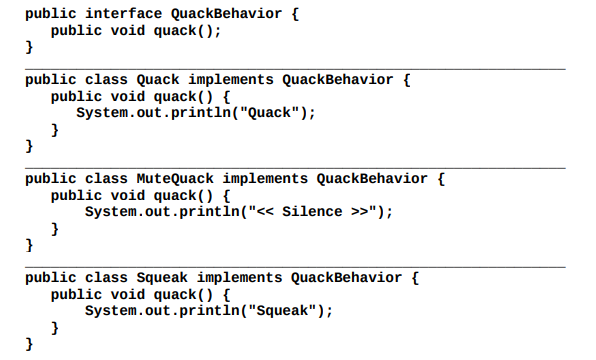 public interface QuackBehavior {
   public void quack();
}
public class Quack implements QuackBehavior {
   public void quack() {
      System.out.println("Quack");
   }
}
public class MuteQuack implements QuackBehavior {
   public void quack() {
       System.out.println("<< Silence >>");
   }
}
public class Squeak implements QuackBehavior {
   public void quack() {
       System.out.println("Squeak");
   }
}